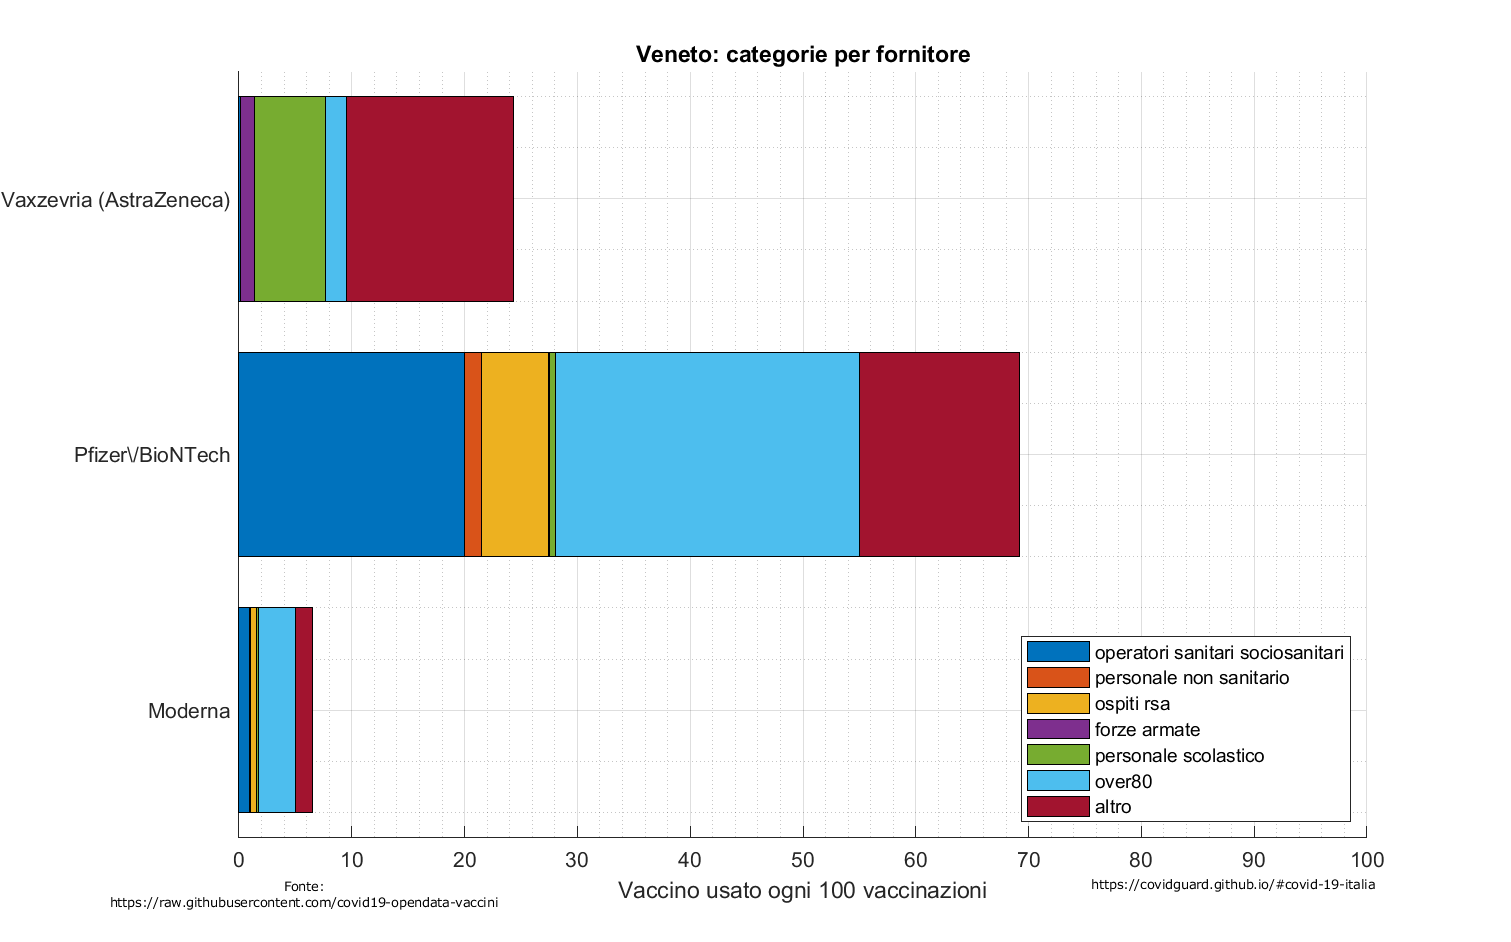 Veneto: categorie per fornitore
Vaxzevria (AstraZeneca)
Pfizer\/BioNTech
Moderna
operatori sanitari sociosanitari
personale non sanitario
ospiti rsa
forze armate
personale scolastico
over80
altro
0 10 20 30 40 50 60 70 80 90 100
Vaccino usato ogni 100 vaccinazioni
Fonte:
https://raw.githubusercontent.com/covid19-opendata-vaccini
https://covidguard.github.io/#covid-19-italia